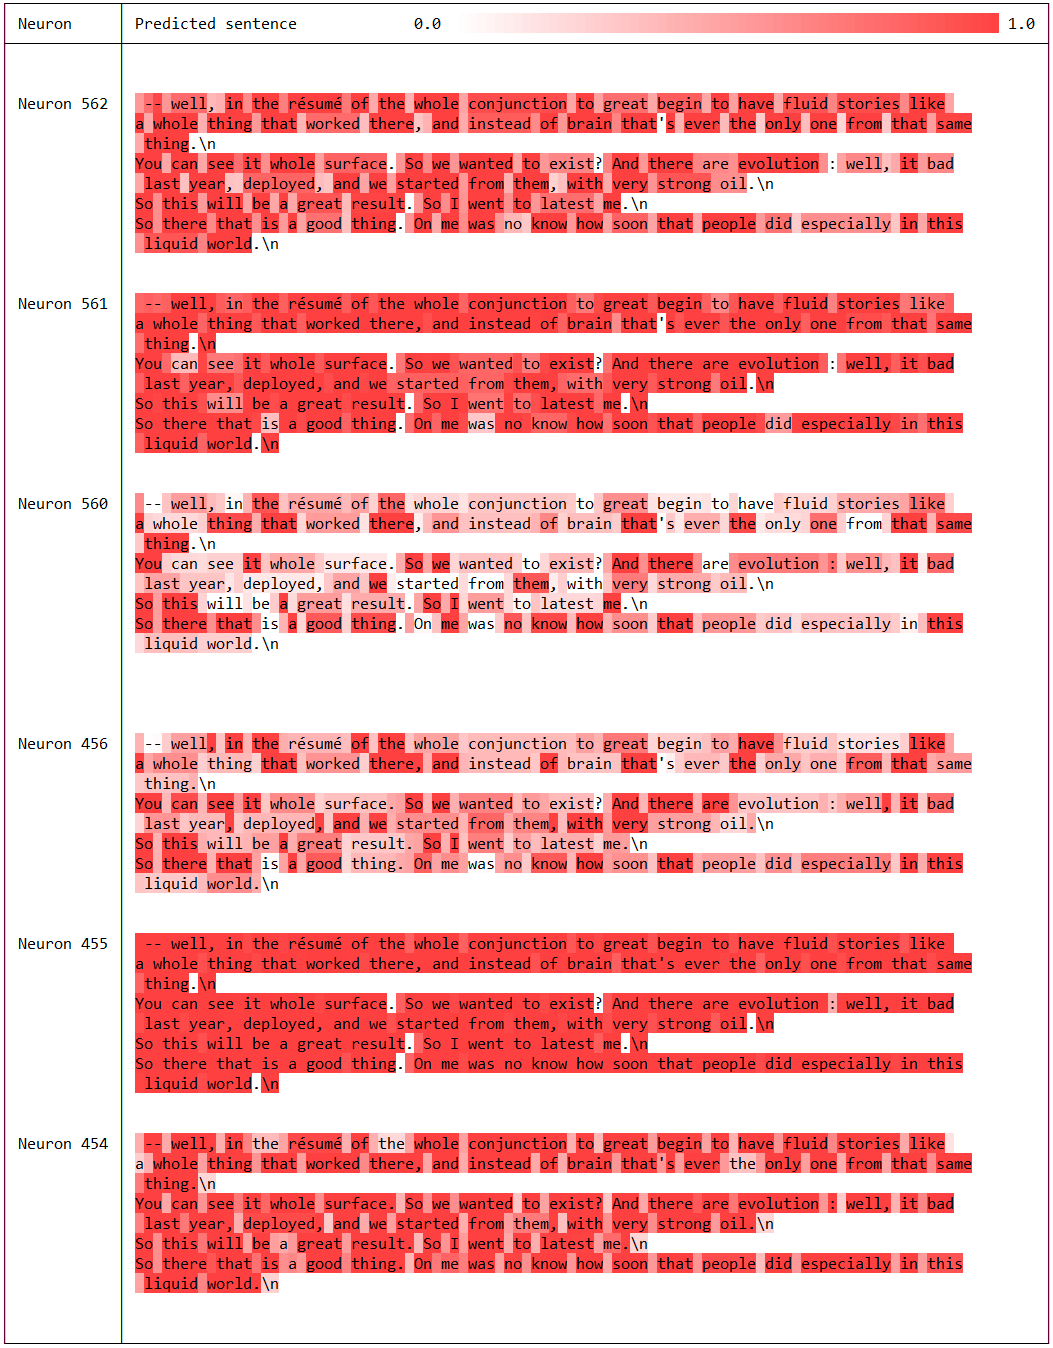 Neuron Predicted sentence 0.0 1.0
Neuron 562 -- well, in the résumé of the whole conjunction to great begin to have fluid stories like
a whole thing that worked there, and instead of brain that's ever the only one from that same
thing.\n
You can see it whole surface. So we wanted to exist? And there are evolution : well, it bad
last year, deployed, and we started from them, with very strong oil.\n
So this will be a great result. So I went to latest me.\n
So there that is a good thing. On me was no know how soon that people did especially in this
liquid world.\n
Neuron 561 -- well, in the résumé of the whole conjunction to great begin to have fluid stories like
a whole thing that worked there, and instead of brain that's ever the only one from that same
thing.\n
You can see it whole surface. So we wanted to exist? And there are evolution : well, it bad
last year, deployed, and we started from them, with very strong oil.\n
So this will be a great result. So I went to latest me.\n
So there that is a good thing. On me was no know how soon that people did especially in this
liquid world.\n
Neuron 560 -- well, in the résumé of the whole conjunction to great begin to have fluid stories like
a whole thing that worked there, and instead of brain that's ever the only one from that same
thing.\n
You can see it whole surface. So we wanted to exist? And there are evolution : well, it bad
last year, deployed, and we started from them, with very strong oil.\n
So this will be a great result. So I went to latest me.\n
So there that is a good thing. On me was no know how soon that people did especially in this
liquid world.\n
Neuron 456 -- well, in the résumé of the whole conjunction to great begin to have fluid stories like
a whole thing that worked there, and instead of brain that's ever the only one from that same
thing.\n
You can see it whole surface. So we wanted to exist? And there are evolution : well, it bad
last year, deployed, and we started from them, with very strong oil.\n
So this will be a great result. So I went to latest me.\n
So there that is a good thing. On me was no know how soon that people did especially in this
liquid world.\n
Neuron 455 -- well, in the résumé of the whole conjunction to great begin to have fluid stories like
a whole thing that worked there, and instead of brain that's ever the only one from that same
thing.\n
You can see it whole surface. So we wanted to exist? And there are evolution : well, it bad
last year, deployed, and we started from them, with very strong oil.\n
So this will be a great result. So I went to latest me.\n
So there that is a good thing. On me was no know how soon that people did especially in this
liquid world.\n
Neuron 454 -- well, in the résumé of the whole conjunction to great begin to have fluid stories like
a whole thing that worked there, and instead of brain that's ever the only one from that same
thing.\n
You can see it whole surface. So we wanted to exist? And there are evolution : well, it bad
last year, deployed, and we started from them, with very strong oil.\n
So this will be a great result. So I went to latest me.\n
So there that is a good thing. On me was no know how soon that people did especially in this
liquid world.\n